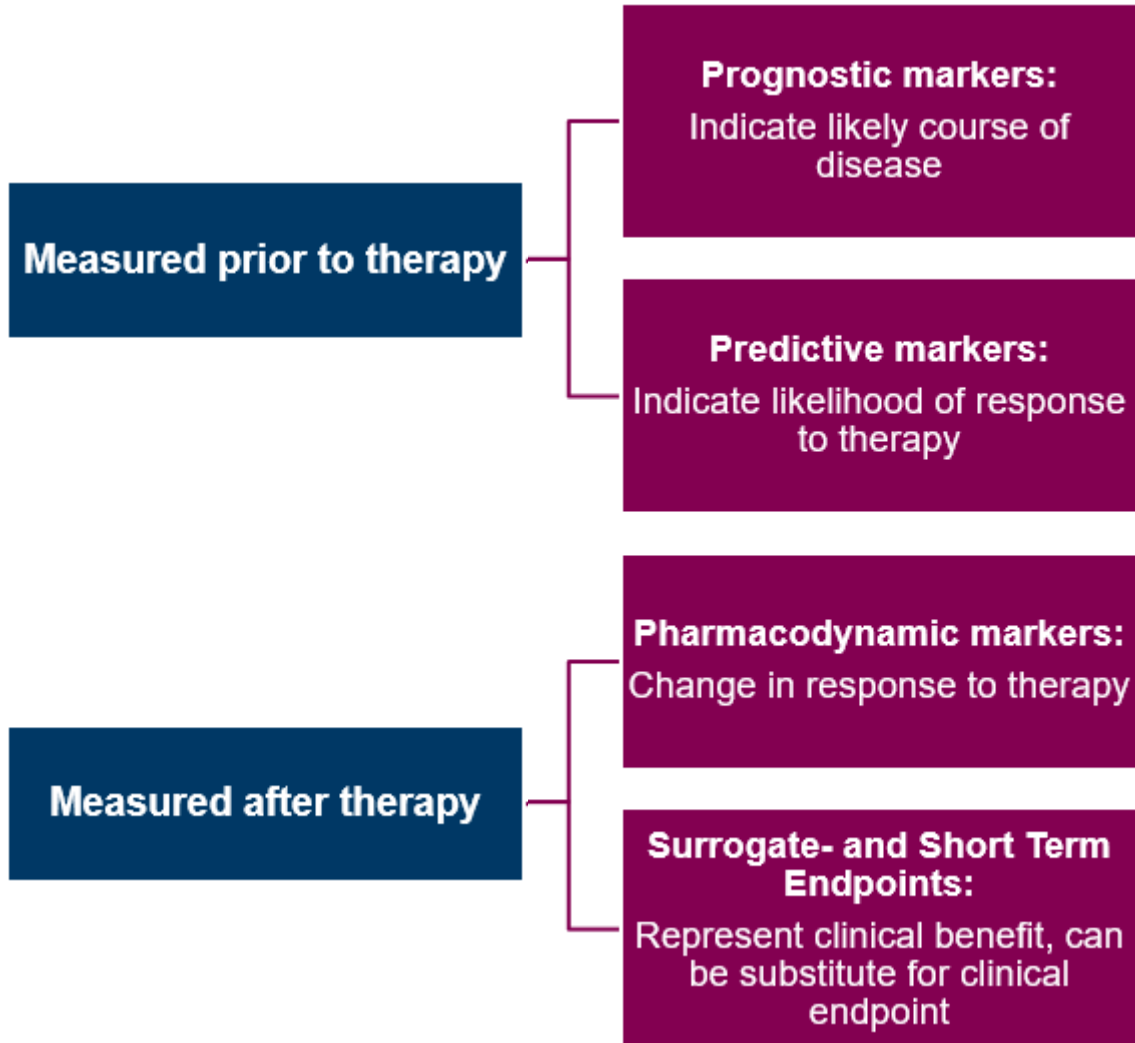 Measured prior to therapy
Prognostic markers:
Indicate likely course of
disease
Predictive markers:
Indicate likelihood of response
to therapy
Measured after therapy
Pharmacodynamic markers:
Change in response to therapy
Surrogate- and Short Term
Endpoints:
Represent clinical benefit, can
be substitute for clinical
endpoint